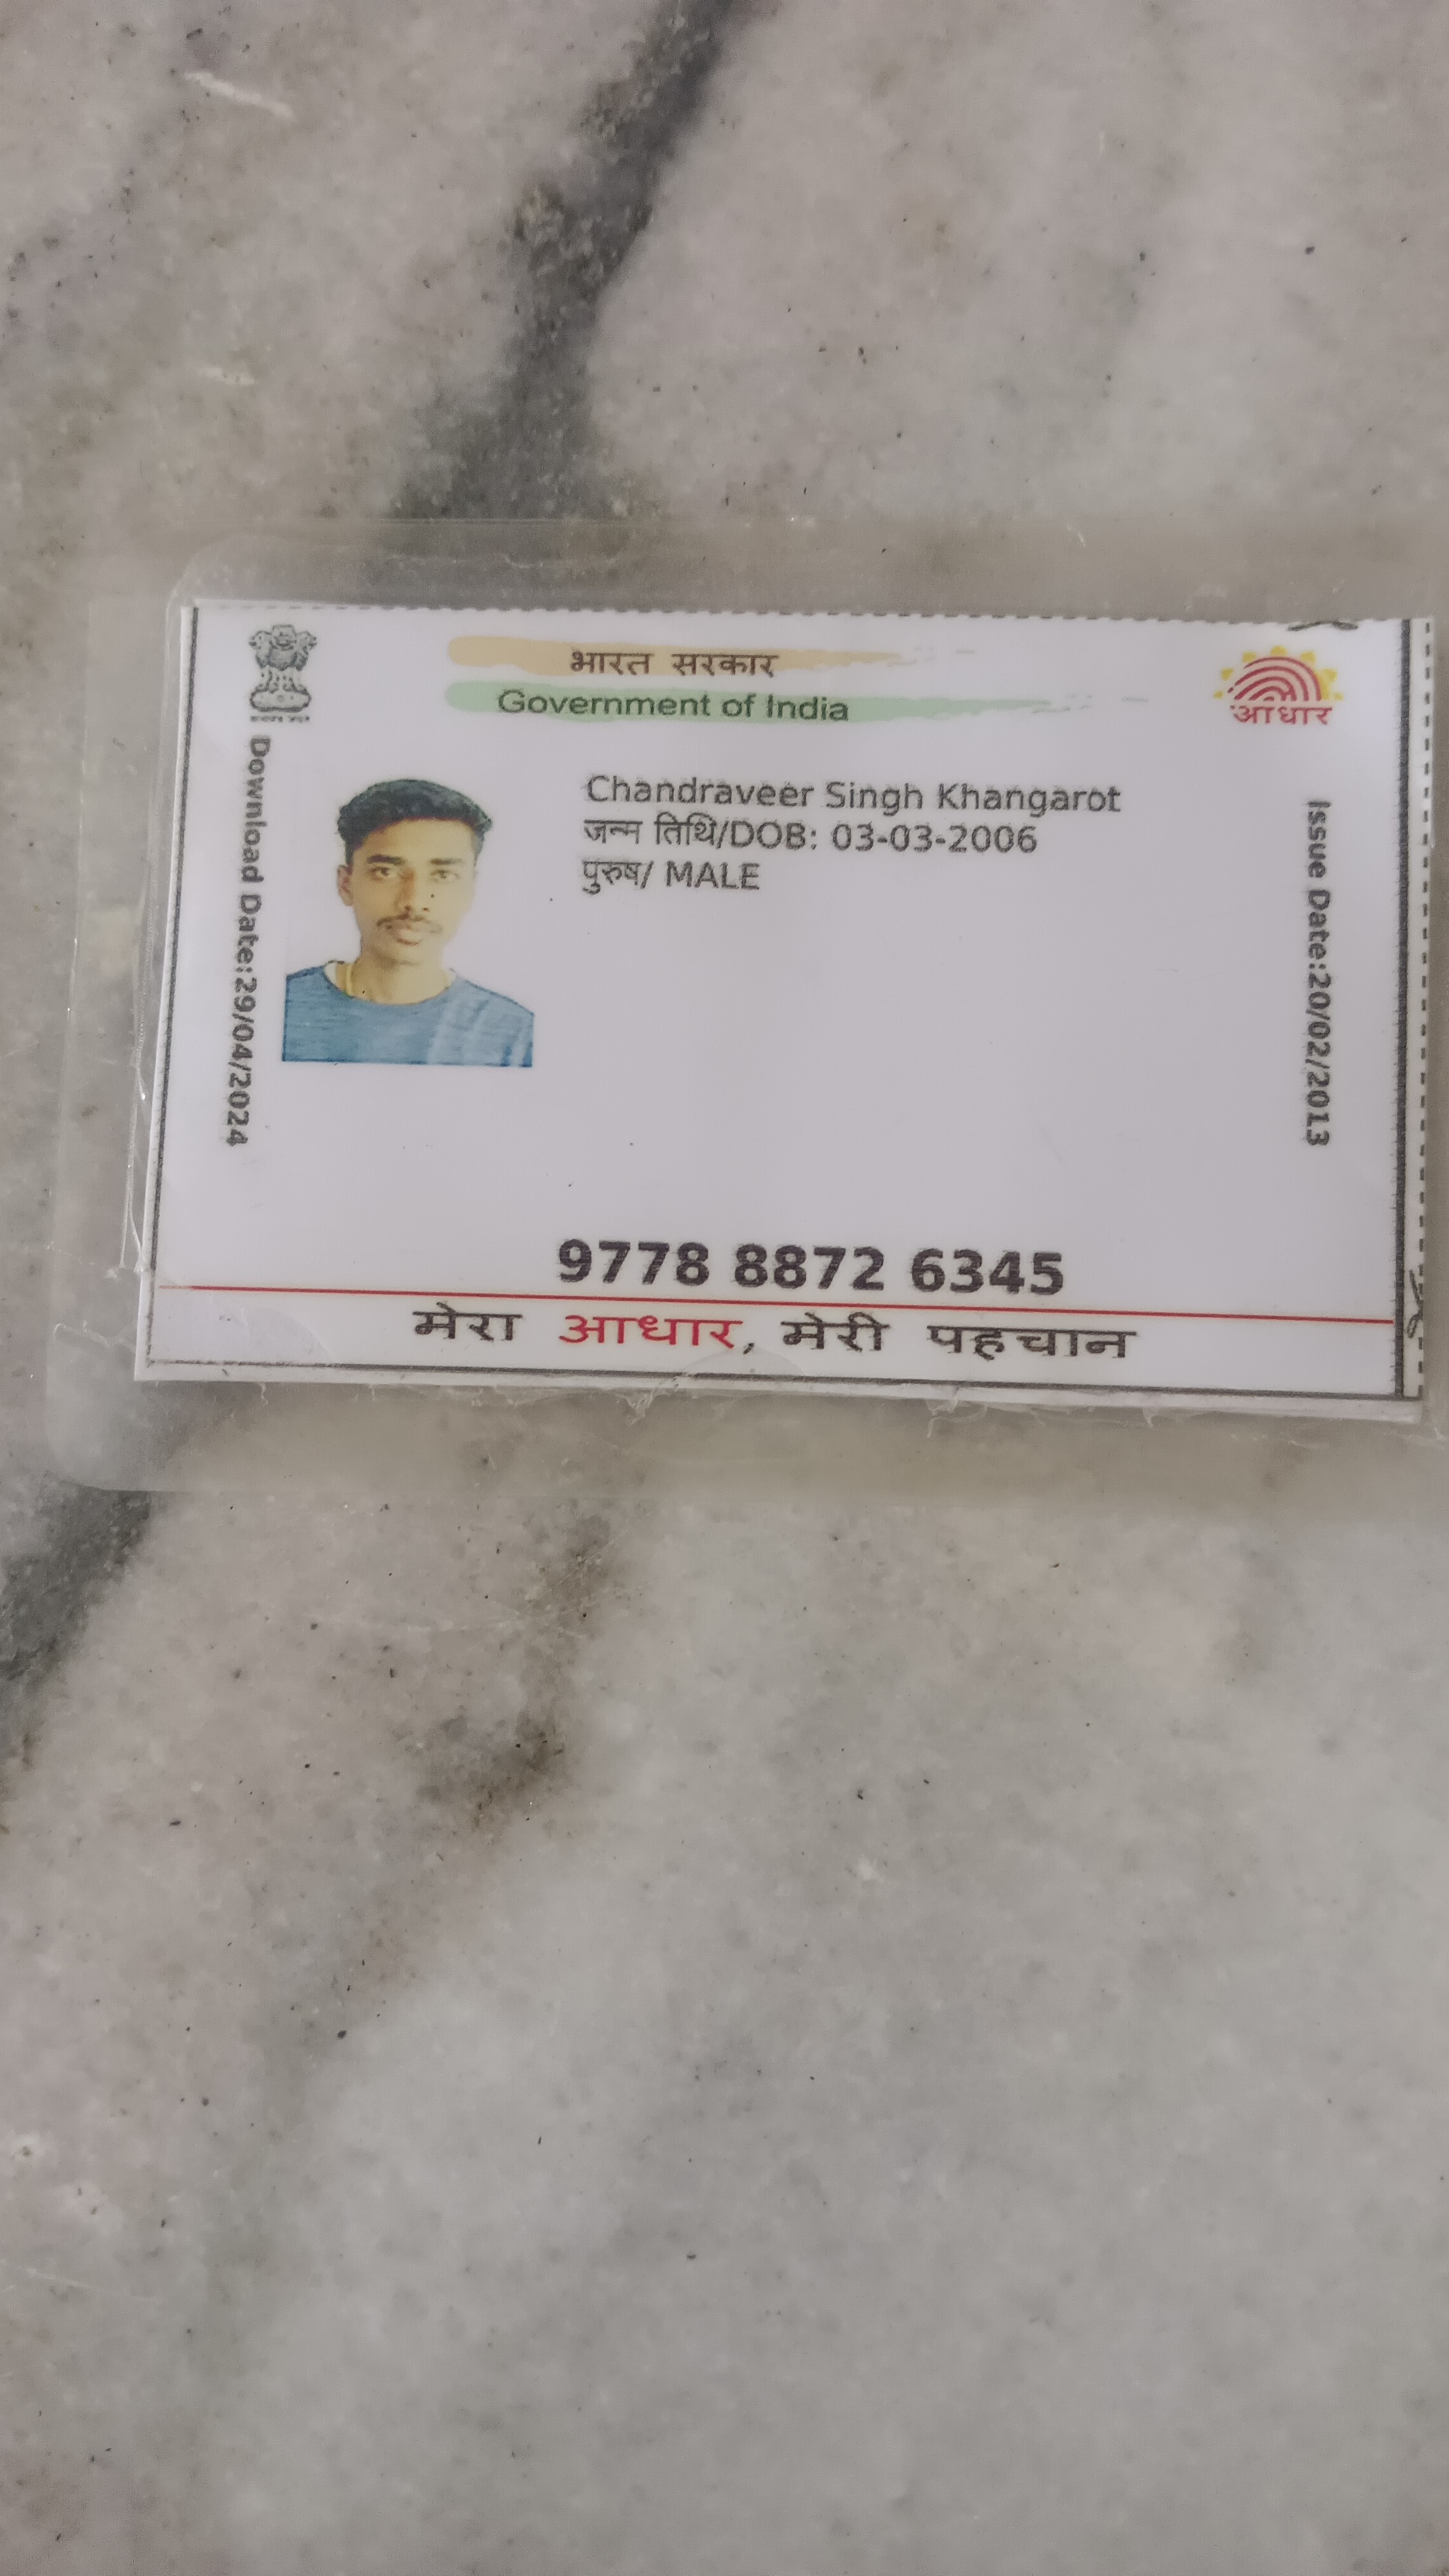 भारत सरकार
Government of India
आधार
Download Date:29/04/2024
Chandraveer Singh Khangarot
जन्म तिथि/DOB: 03-03-2006
पुरुष/ MALE
Issue Date:20/02/2013
9778 8872 6345
मेरा आधार, मेरी पहचान